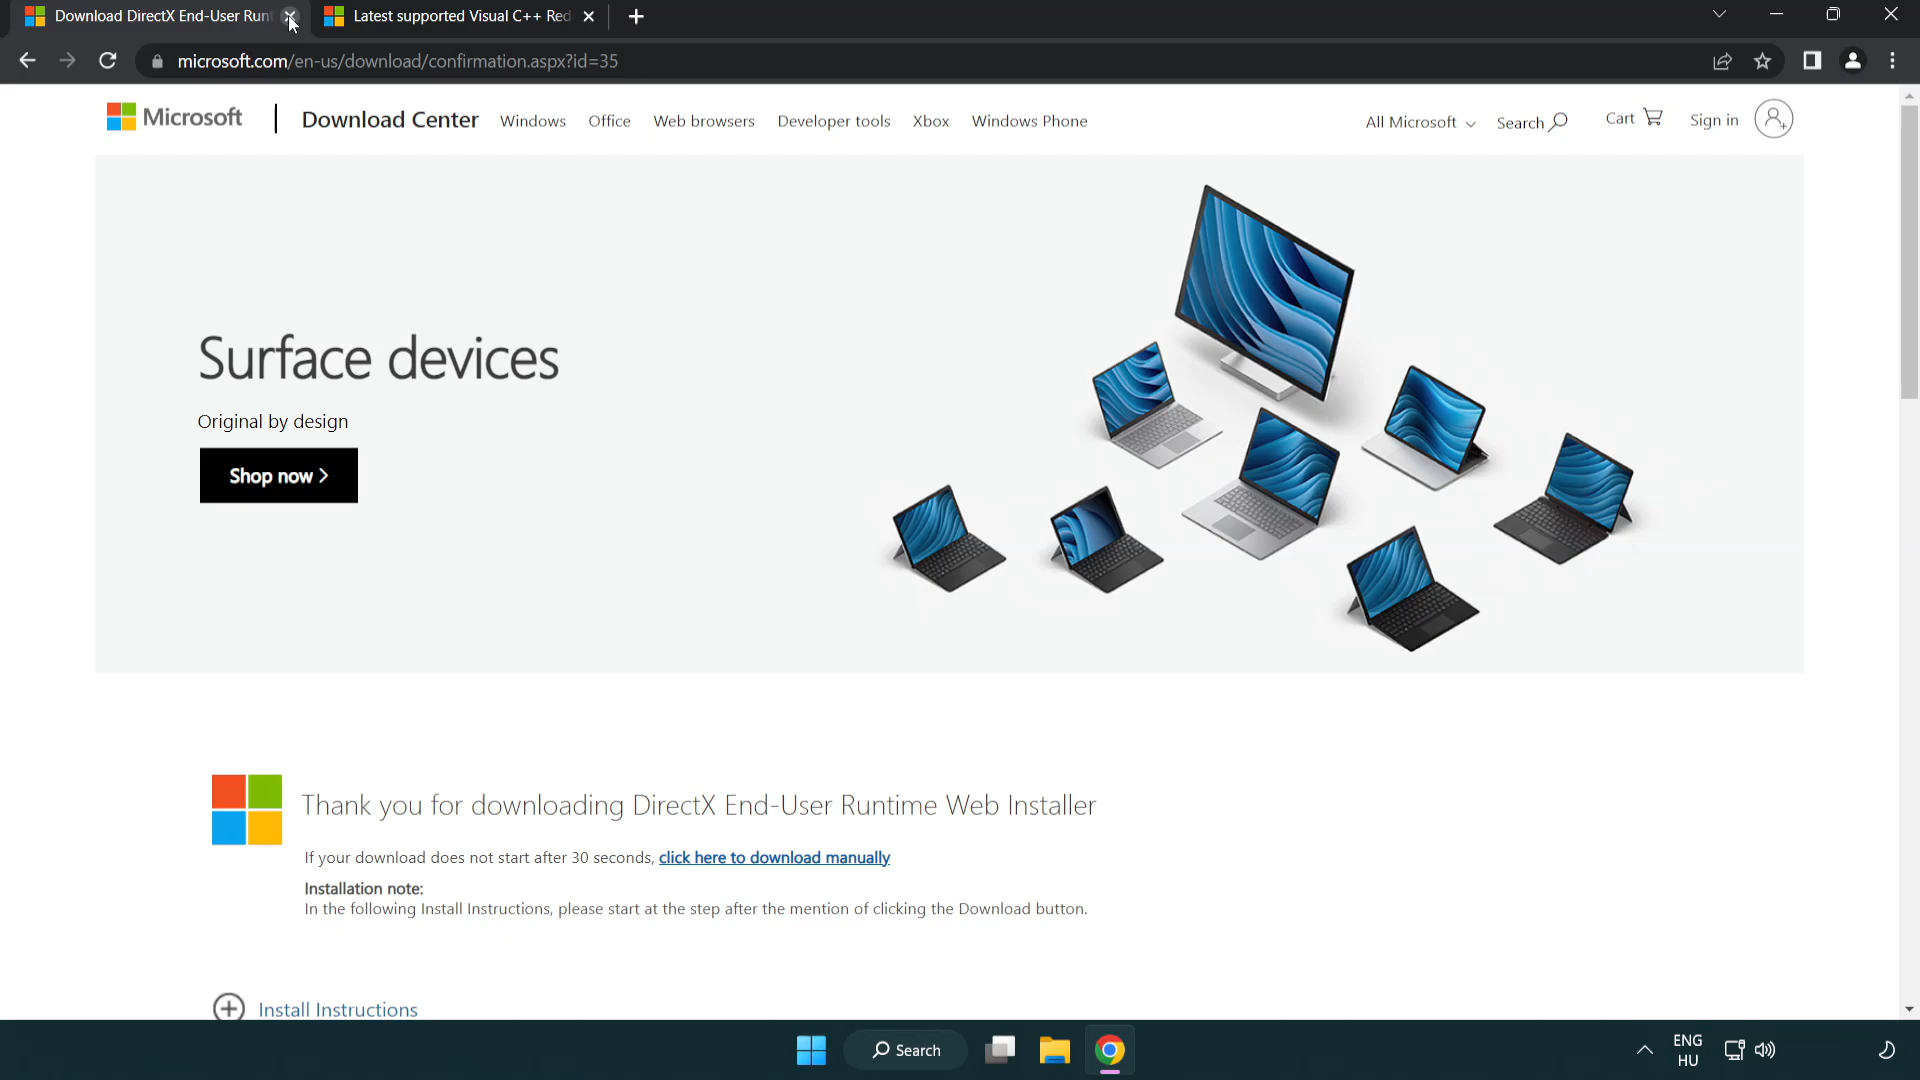 Download DirectX End-User Runt
Latest supported Visual C++ Red
microsoft.com/en-us/download/confirmation.aspx?id=35
Microsoft
Download Center
Windows
Office
Web browsers
Developer tools
Xbox
Windows Phone
All Microsoft
Search
Cart
Sign in
Surface devices
Original by design
Shop now
Thank you for downloading DirectX End-User Runtime Web Installer
If your download does not start after 30 seconds, click here to download manually
Installation note:
In the following Install Instructions, please start at the step after the mention of clicking the Download button.
Install Instructions
Search
ENG
HU